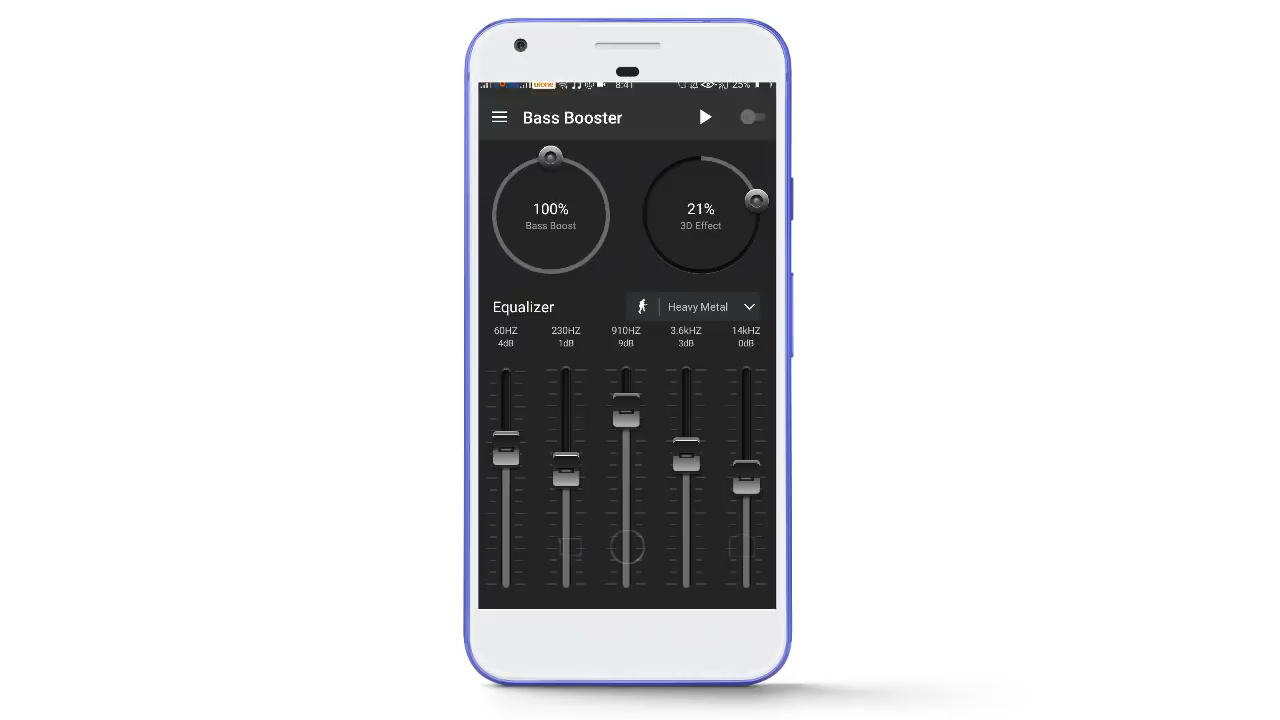 ufone 8:41 25%
Bass Booster
100% 21%
Bass Boost 3D Effect
Equalizer Heavy Metal
60HZ 230HZ 910HZ 3.6kHZ 14kHZ
4dB 1dB 9dB 3dB 0dB